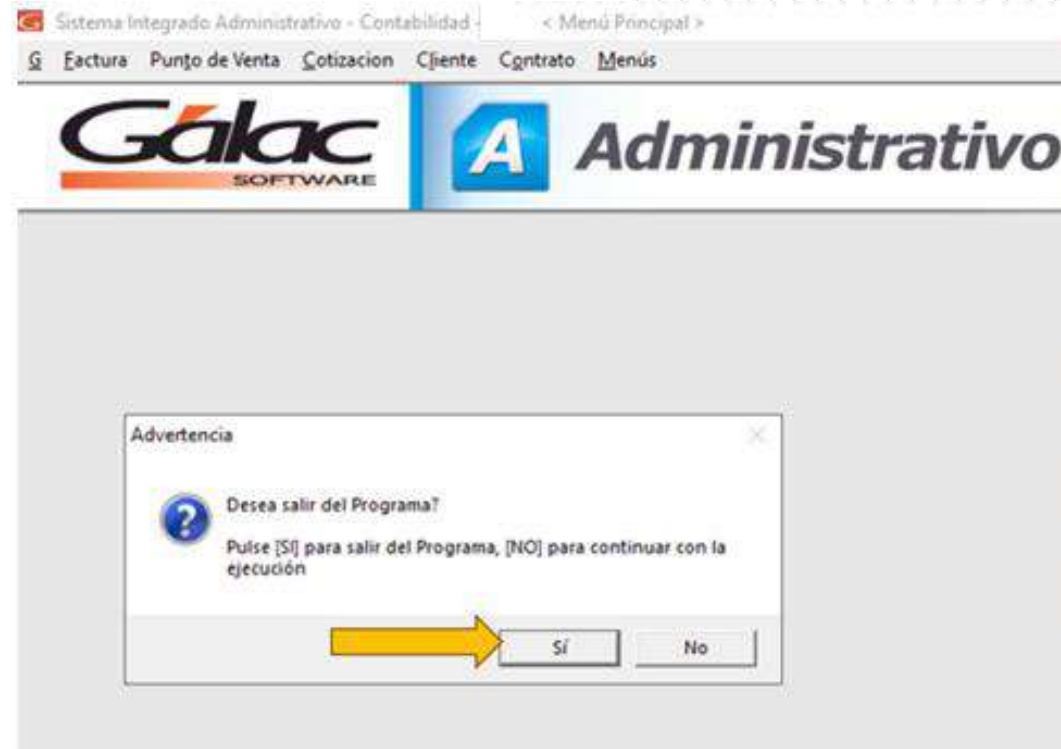 G Sistema Integrado Administrativo - Contabilidad - < Menú Principal >
G Factura Punto de Venta Cotizacion Cliente Contrato Menús
Gálac
SOFTWARE
A Administrativo
Advertencia
Desea salir del Programa?
Pulse [SI] para salir del Programa, [NO] para continuar con la
ejecución
Sí No